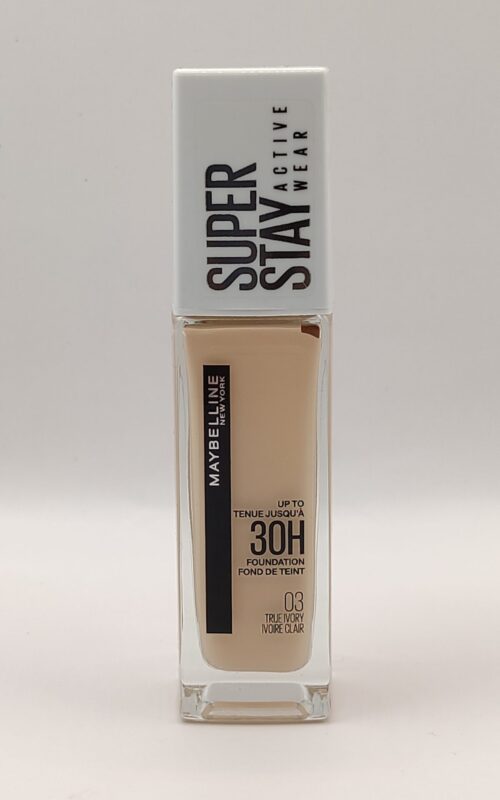 SUPER
STAY
ACTIVE
WEAR
MAYBELLINE
NEW YORK
UP TO
TENUE JUSQU'À
30H
FOUNDATION
FOND DE TEINT
03
TRUE IVORY
IVOIRE CLAIR